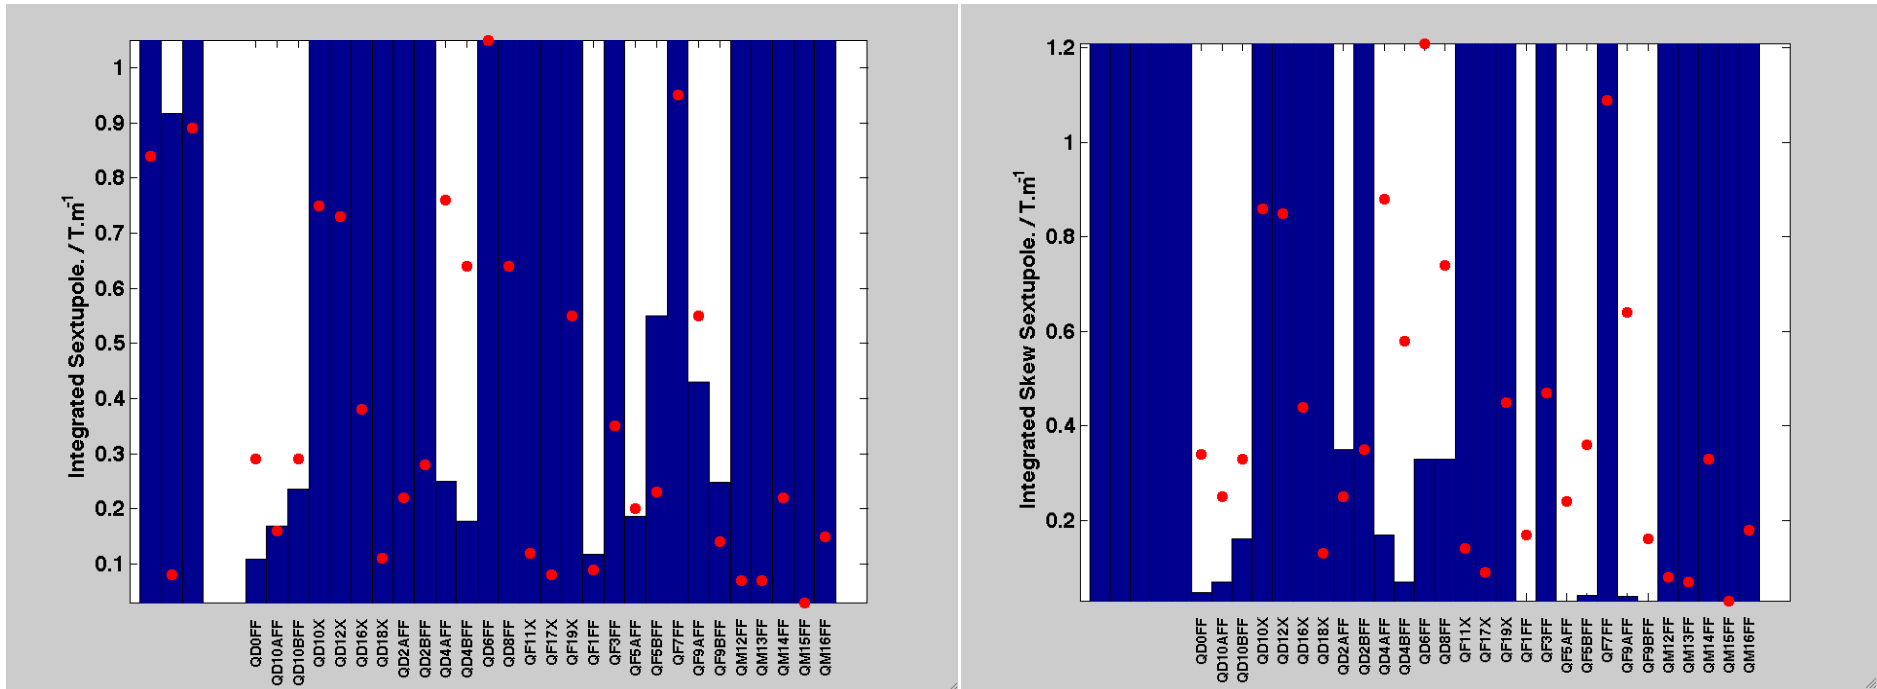 Integrated Sextupole. / T.m-1
1
0.9
0.8
0.7
0.6
0.5
0.4
0.3
0.2
0.1
QD0FF
QD10AFF
QD10BFF
QD10X
QD12X
QD16X
QD18X
QD2AFF
QD2BFF
QD4AFF
QD4BFF
QD6FF
QD8FF
QF11X
QF17X
QF19X
QF1FF
QF3FF
QF5AFF
QF5BFF
QF7FF
QF9AFF
QF9BFF
QM12FF
QM13FF
QM14FF
QM15FF
QM16FF
Integrated Skew Sextupole. / T.m-1
1.2
1
0.8
0.6
0.4
0.2
QD0FF
QD10AFF
QD10BFF
QD10X
QD12X
QD16X
QD18X
QD2AFF
QD2BFF
QD4AFF
QD4BFF
QD6FF
QD8FF
QF11X
QF17X
QF19X
QF1FF
QF3FF
QF5AFF
QF5BFF
QF7FF
QF9AFF
QF9BFF
QM12FF
QM13FF
QM14FF
QM15FF
QM16FF